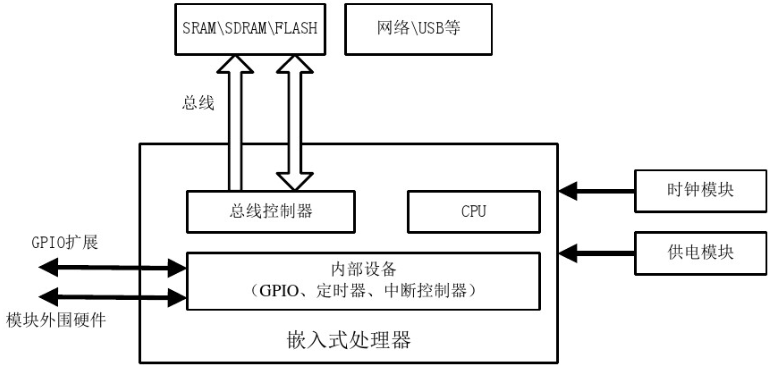 SRAM\SDRAM\FLASH
网络\USB等
总线
总线控制器
CPU
时钟模块
GPIO扩展
供电模块
内部设备
（GPIO、定时器、中断控制器）
模块外围硬件
嵌入式处理器